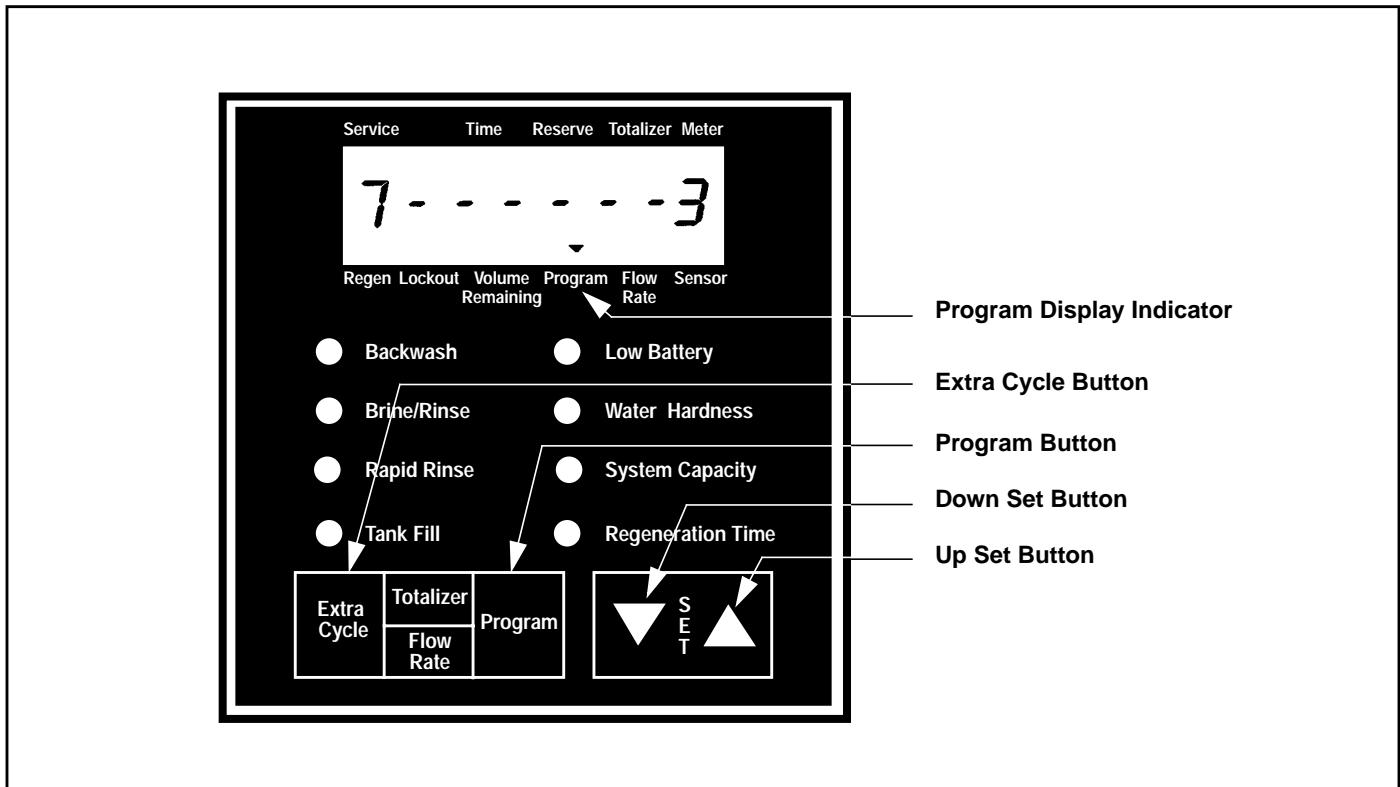 Service Time Reserve Totalizer Meter
7 - - - - - - 3
Regen Lockout Volume Remaining Program Flow Rate Sensor
Program Display Indicator
Backwash Low Battery
Extra Cycle Button
Brine/Rinse Water Hardness
Program Button
Rapid Rinse System Capacity
Down Set Button
Tank Fill Regeneration Time
Up Set Button
Extra Cycle
Totalizer
Flow Rate
Program
SET